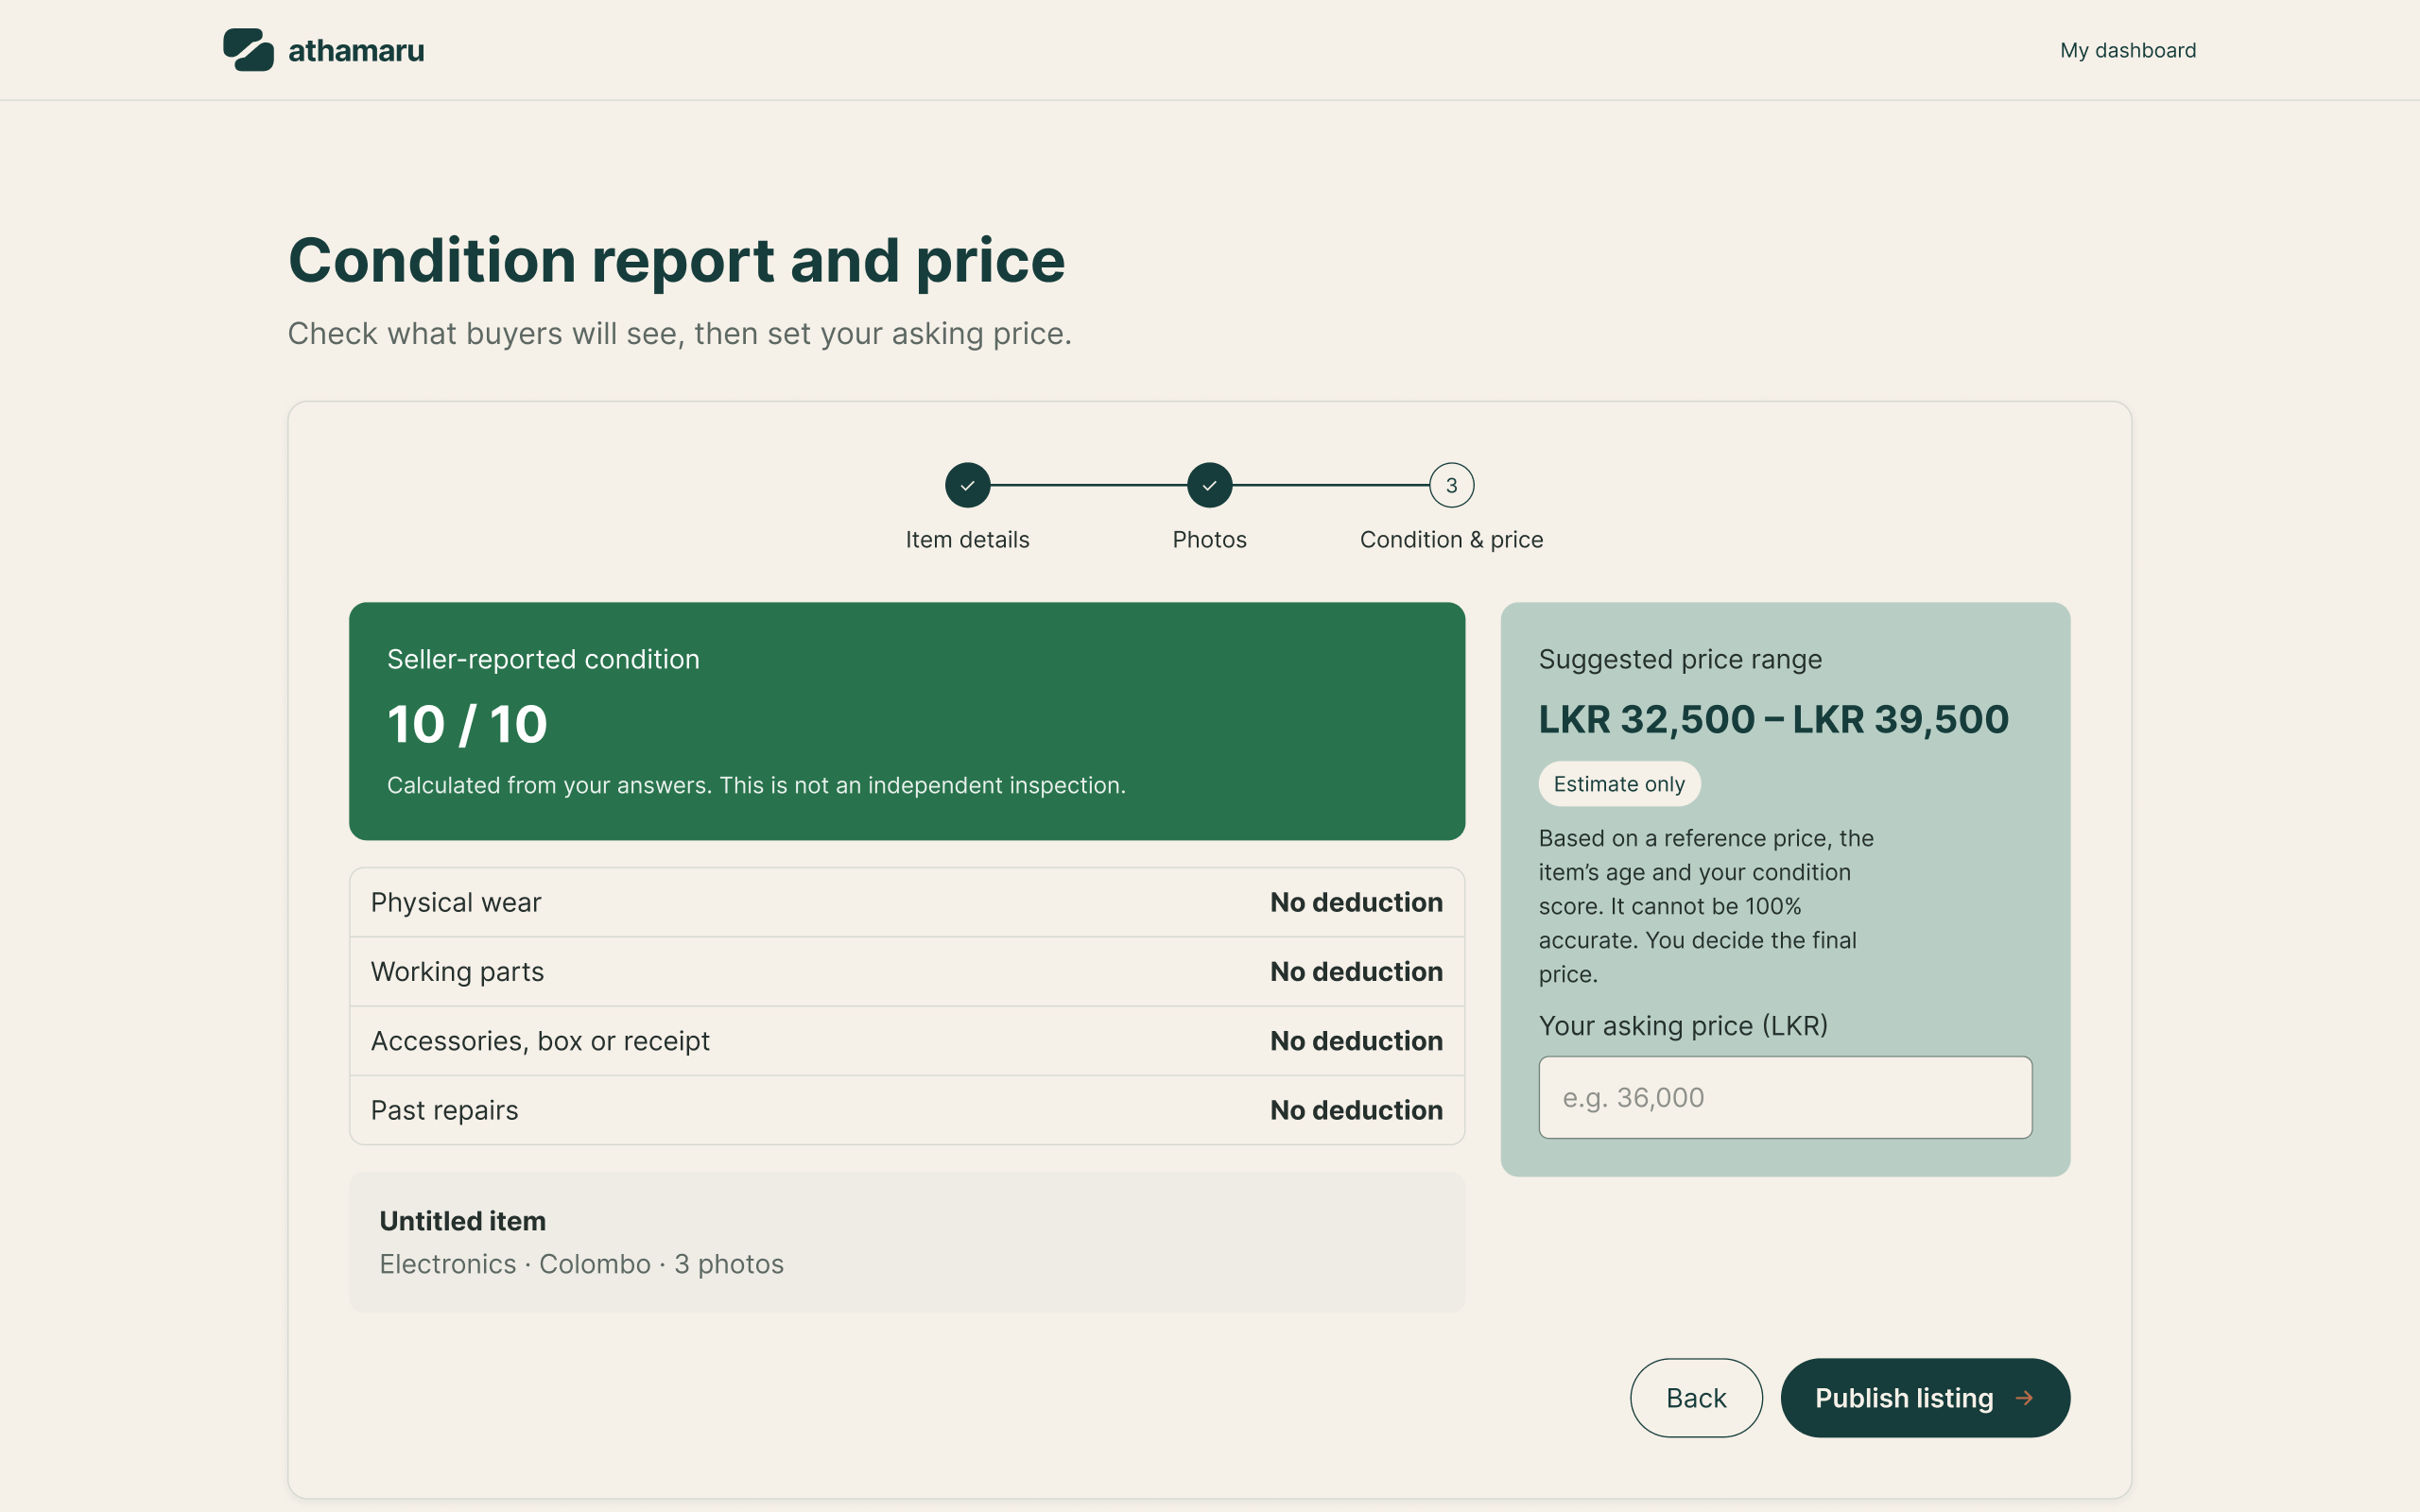 athamaru
My dashboard
Condition report and price
Check what buyers will see, then set your asking price.
3
Item details
Photos
Condition & price
Seller-reported condition
10 / 10
Calculated from your answers. This is not an independent inspection.
Physical wear
No deduction
Working parts
No deduction
Accessories, box or receipt
No deduction
Past repairs
No deduction
Untitled item
Electronics · Colombo · 3 photos
Suggested price range
LKR 32,500 – LKR 39,500
Estimate only
Based on a reference price, the
item’s age and your condition
score. It cannot be 100%
accurate. You decide the final
price.
Your asking price (LKR)
e.g. 36,000
Back
Publish listing